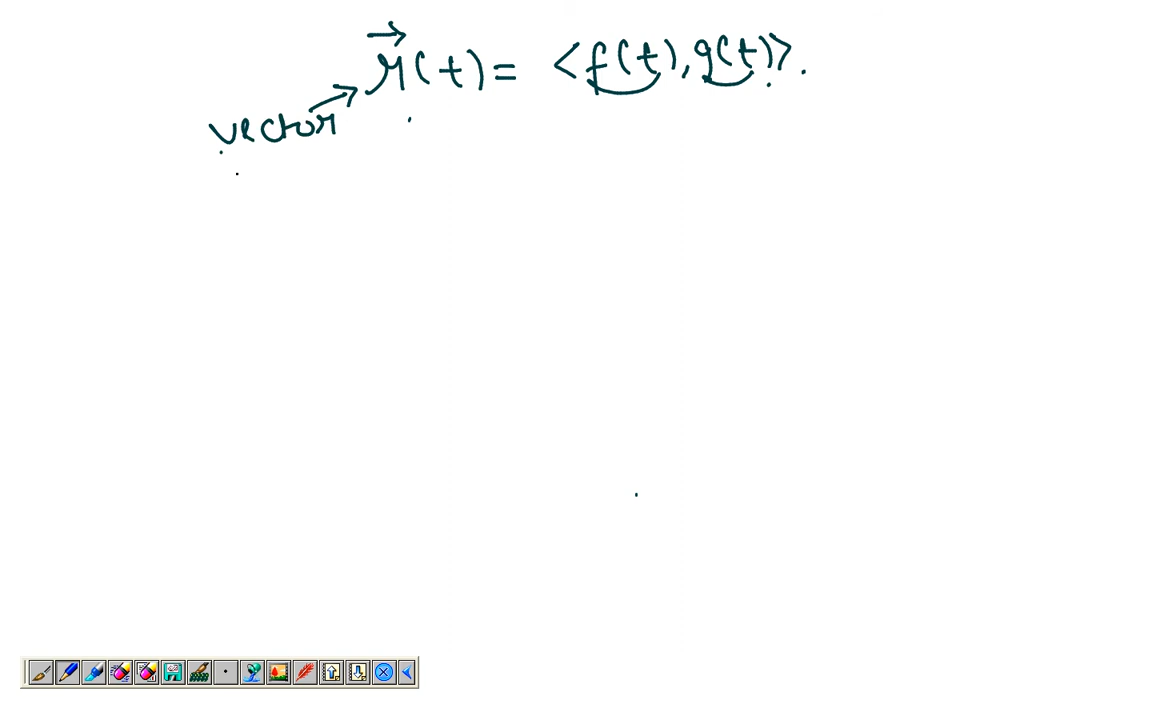 r⃗(t) = <f(t), g(t)>.
vector